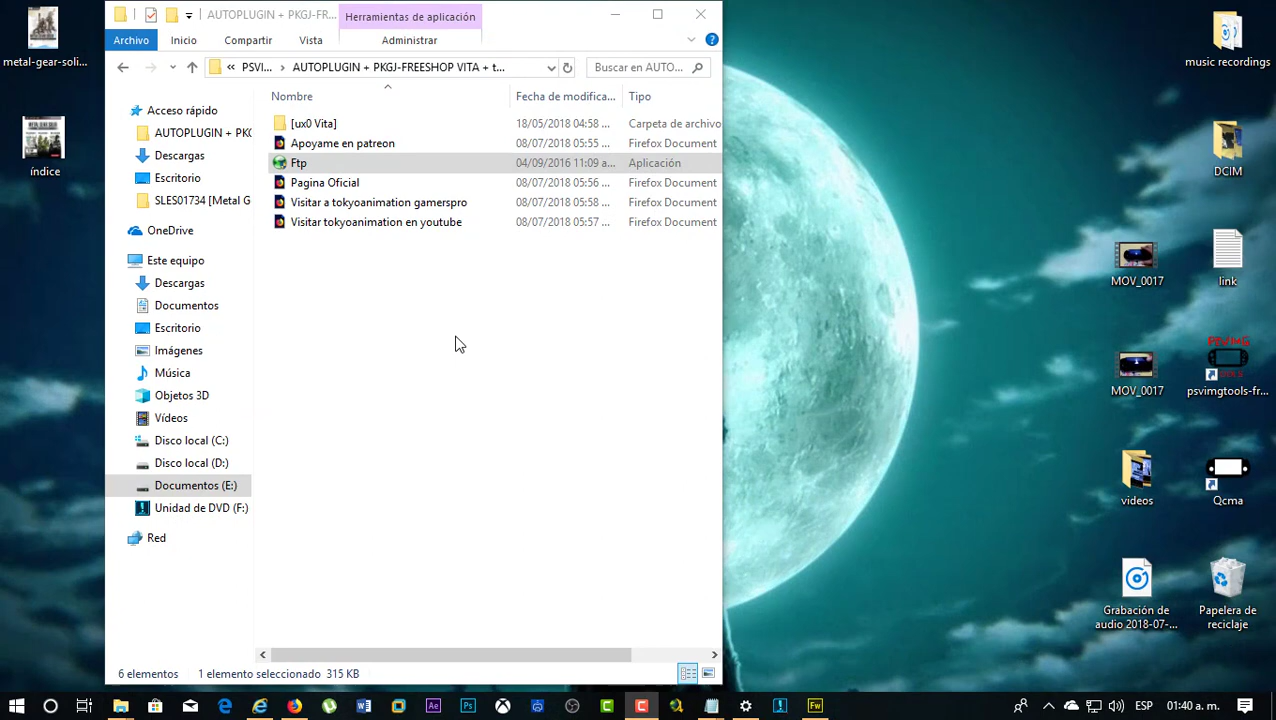 AUTOPLUGIN + PKGJ-FRE...
Herramientas de aplicación
Archivo
Inicio
Compartir
Vista
Administrar
PSVI...
AUTOPLUGIN + PKGJ-FREESHOP VITA + t...
Buscar en AUTO...
Nombre
Fecha de modifica...
Tipo
Acceso rápido
AUTOPLUGIN + PKG
Descargas
Escritorio
SLES01734 [Metal G
OneDrive
Este equipo
Descargas
Documentos
Escritorio
Imágenes
Música
Objetos 3D
Vídeos
Disco local (C:)
Disco local (D:)
Documentos (E:)
Unidad de DVD (F:)
Red
[ux0 Vita] 18/05/2018 04:58 ... Carpeta de archivo
Apoyame en patreon 08/07/2018 05:55 ... Firefox Document
Ftp 04/09/2016 11:09 a... Aplicación
Pagina Oficial 08/07/2018 05:56 ... Firefox Document
Visitar a tokyoanimation gamerspro 08/07/2018 05:58 ... Firefox Document
Visitar tokyoanimation en youtube 08/07/2018 05:57 ... Firefox Document
6 elementos 1 elemento seleccionado 315 KB
metal-gear-soli...
índice
music recordings
DCIM
MOV_0017
link
MOV_0017
psvimgtools-fr...
videos
Qcma
Grabación de
audio 2018-07-...
Papelera de
reciclaje
ESP
01:40 a. m.